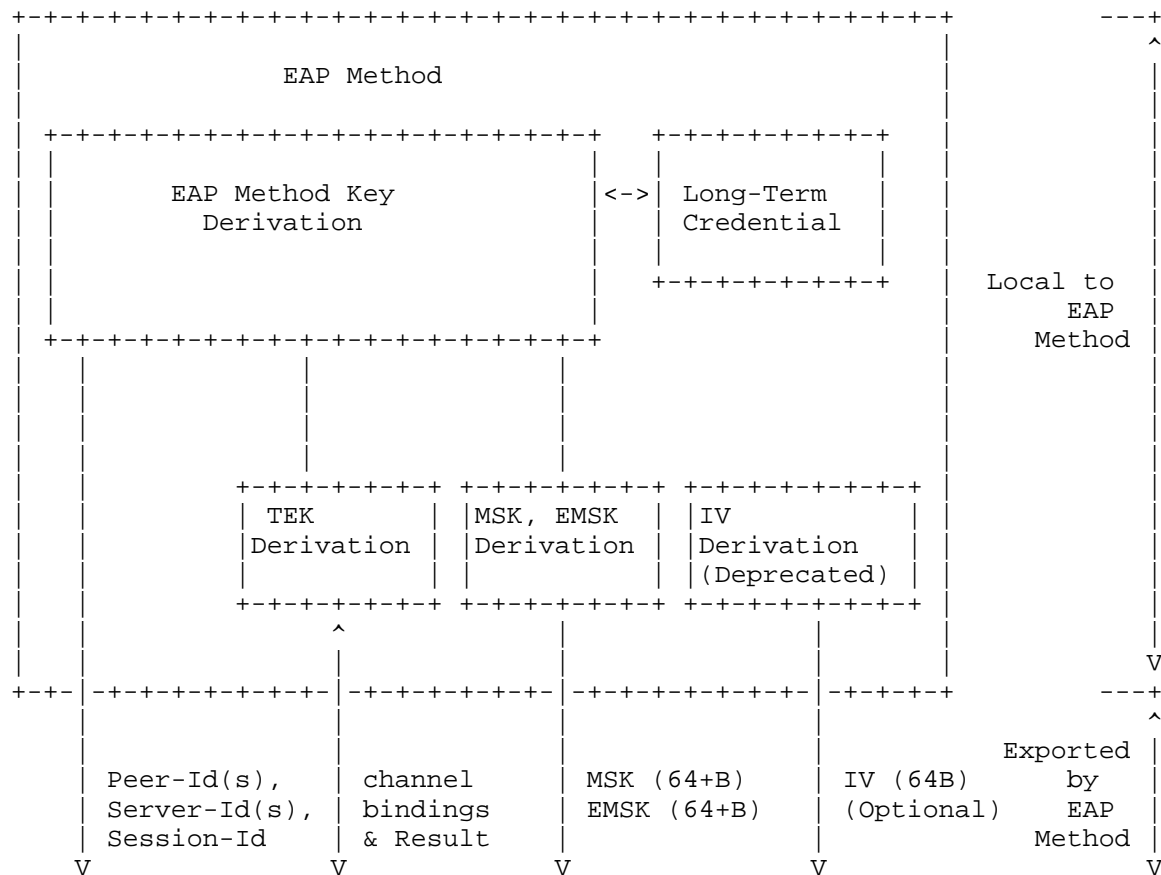 +-+-+-+-+-+-+-+-+-+-+-+-+-+-+-+-+-+-+-+-+-+-+-+-+-+-+-+-+-+         ---+
|                                                         |            ^
|                EAP Method                               |            |
|                                                         |            |
| +-+-+-+-+-+-+-+-+-+-+-+-+-+-+-+-+-+   +-+-+-+-+-+-+-+   |            |
| |                                 |   |             |   |            |
| |       EAP Method Key            |<->| Long-Term   |   |            |
| |         Derivation              |   | Credential  |   |            |
| |                                 |   |             |   |            |
| |                                 |   +-+-+-+-+-+-+-+   |  Local to  |
| |                                 |                     |       EAP  |
| +-+-+-+-+-+-+-+-+-+-+-+-+-+-+-+-+-+                     |     Method |
|   |             |               |                       |            |
|   |             |               |                       |            |
|   |             |               |                       |            |
|   |             |               |                       |            |
|   |         +-+-+-+-+-+-+-+ +-+-+-+-+-+-+-+ +-+-+-+-+-+-+-+ |            |
|   |         | TEK       | |MSK, EMSK  | |IV           | |            |
|   |         |Derivation | |Derivation | |Derivation   | |            |
|   |         |           | |           | |(Deprecated) | |            |
|   |         +-+-+-+-+-+-+ +-+-+-+-+-+-+ +-+-+-+-+-+-+-+ |            |
|   |               ^             |               |       |            |
|   |               |             |               |       |            V
+-+-|-+-+-+-+-+-+-+-|-+-+-+-+-+-+-|-+-+-+-+-+-+-+-|-+-+-+-+         ---+
    |               |             |               |                    ^
    |               |             |               |           Exported |
    | Peer-Id(s),   | channel     | MSK (64+B)    | IV (64B)      by   |
    | Server-Id(s), | bindings    | EMSK (64+B)   | (Optional)    EAP  |
    | Session-Id    | & Result    |               |             Method |
    V               V             V               V                    V